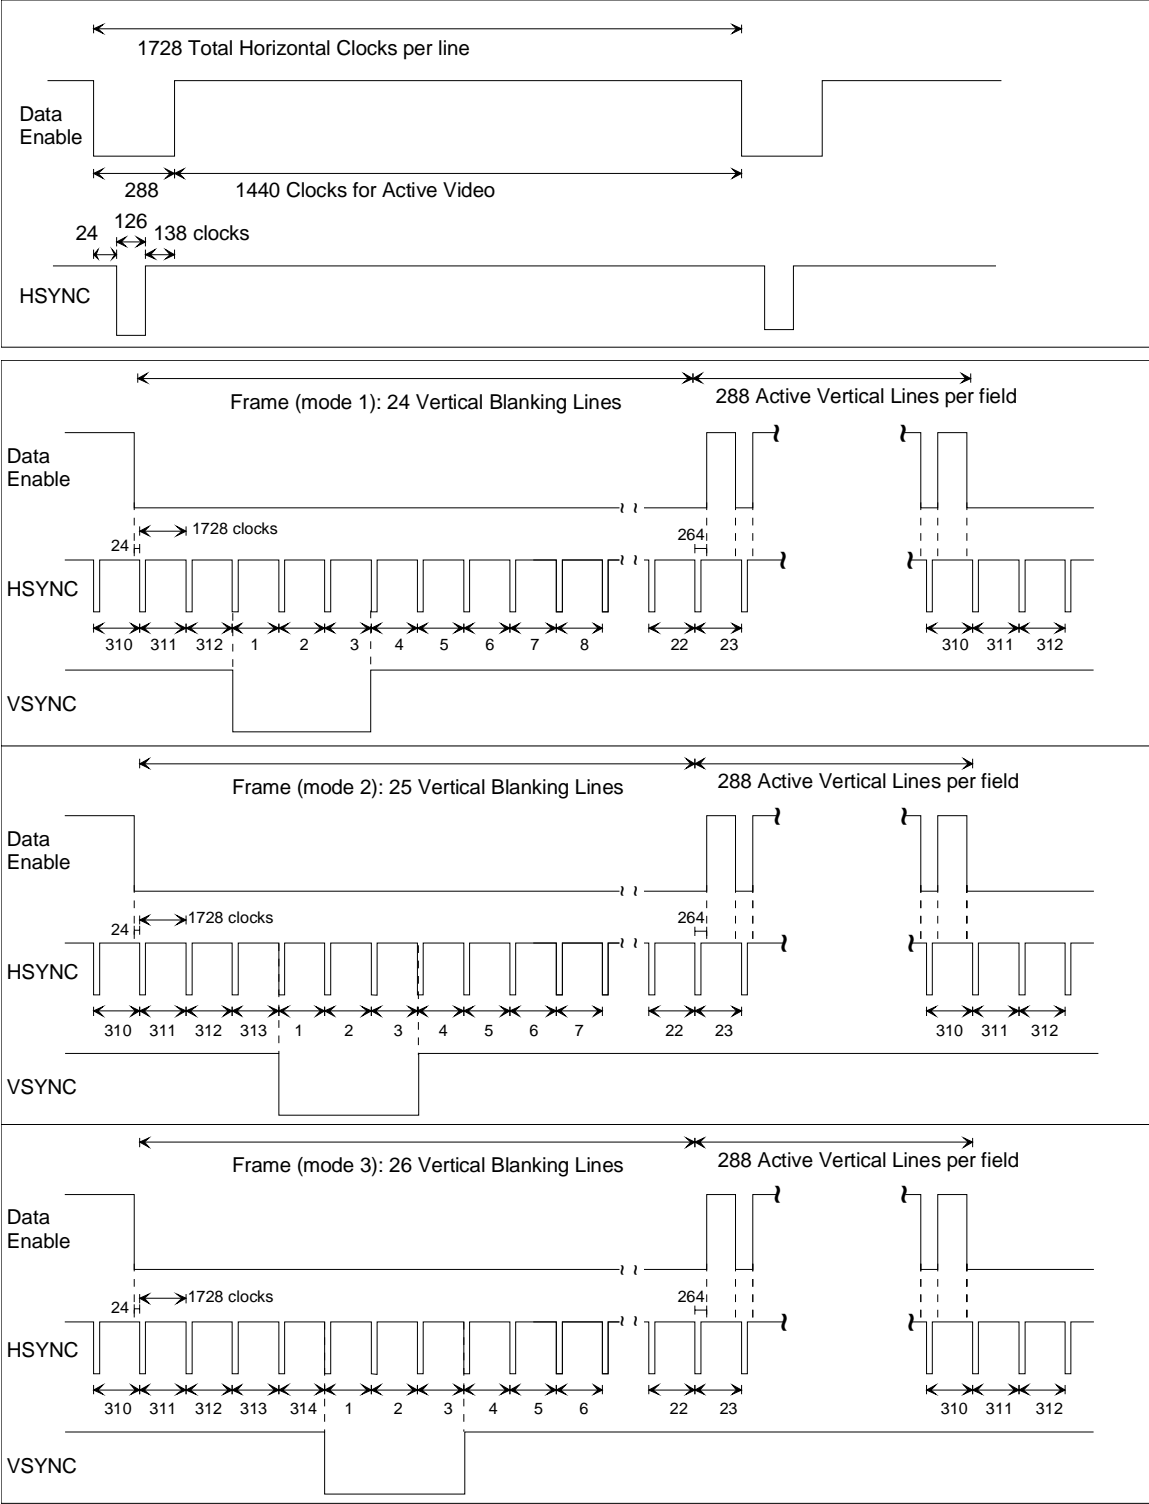 1728 Total Horizontal Clocks per line
Data
Enable
288
1440 Clocks for Active Video
126
24
138 clocks
HSYNC
Frame (mode 1): 24 Vertical Blanking Lines
288 Active Vertical Lines per field
Data
Enable
1728 clocks
24
264
HSYNC
310 311 312 1 2 3 4 5 6 7 8 22 23 310 311 312
VSYNC
Frame (mode 2): 25 Vertical Blanking Lines
288 Active Vertical Lines per field
Data
Enable
1728 clocks
24
264
HSYNC
310 311 312 313 1 2 3 4 5 6 7 22 23 310 311 312
VSYNC
Frame (mode 3): 26 Vertical Blanking Lines
288 Active Vertical Lines per field
Data
Enable
1728 clocks
24
264
HSYNC
310 311 312 313 314 1 2 3 4 5 6 22 23 310 311 312
VSYNC